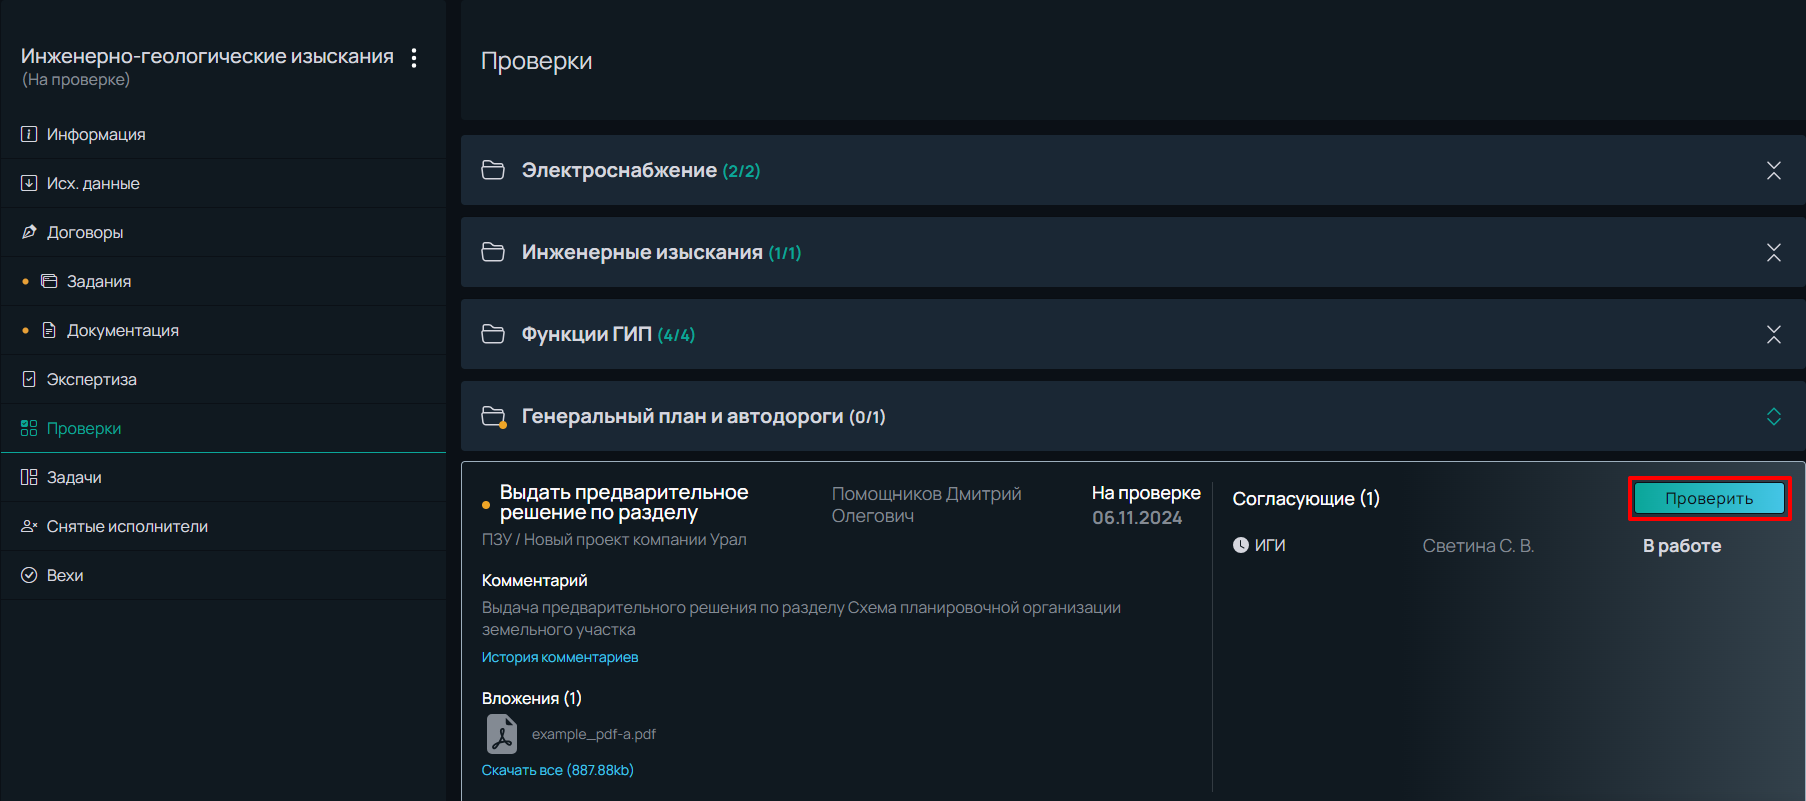 Инженерно-геологические изыскания
(На проверке)
Информация
Исх. данные
Договоры
Задания
Документация
Экспертиза
Проверки
Задачи
Снятые исполнители
Вехи
Проверки
Электроснабжение (2/2)
Инженерные изыскания (1/1)
Функции ГИП (4/4)
Генеральный план и автодороги (0/1)
Выдать предварительное
решение по разделу
ПЗУ / Новый проект компании Урал
Помощников Дмитрий
Олегович
На проверке
06.11.2024
Комментарий
Выдача предварительного решения по разделу Схема планировочной организации
земельного участка
История комментариев
Вложения (1)
example_pdf-a.pdf
Скачать все (887.88kb)
Согласующие (1)
Проверить
ИГИ
Светина С. В.
В работе